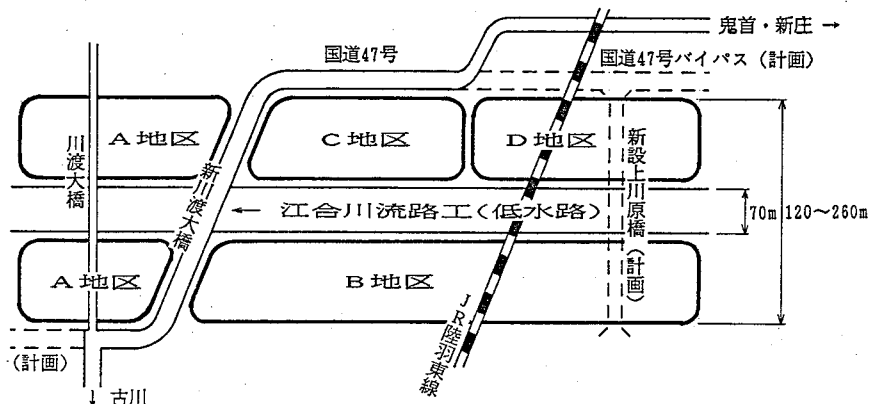 鬼首・新庄 →
国道47号
国道47号バイパス（計画）
A地区
C地区
D地区
川渡大橋
新川渡大橋
新設上川原橋（計画）
← 江合川流路工（低水路）
70m
120〜260m
A地区
B地区
JR陸羽東線
（計画）
↓ 古川